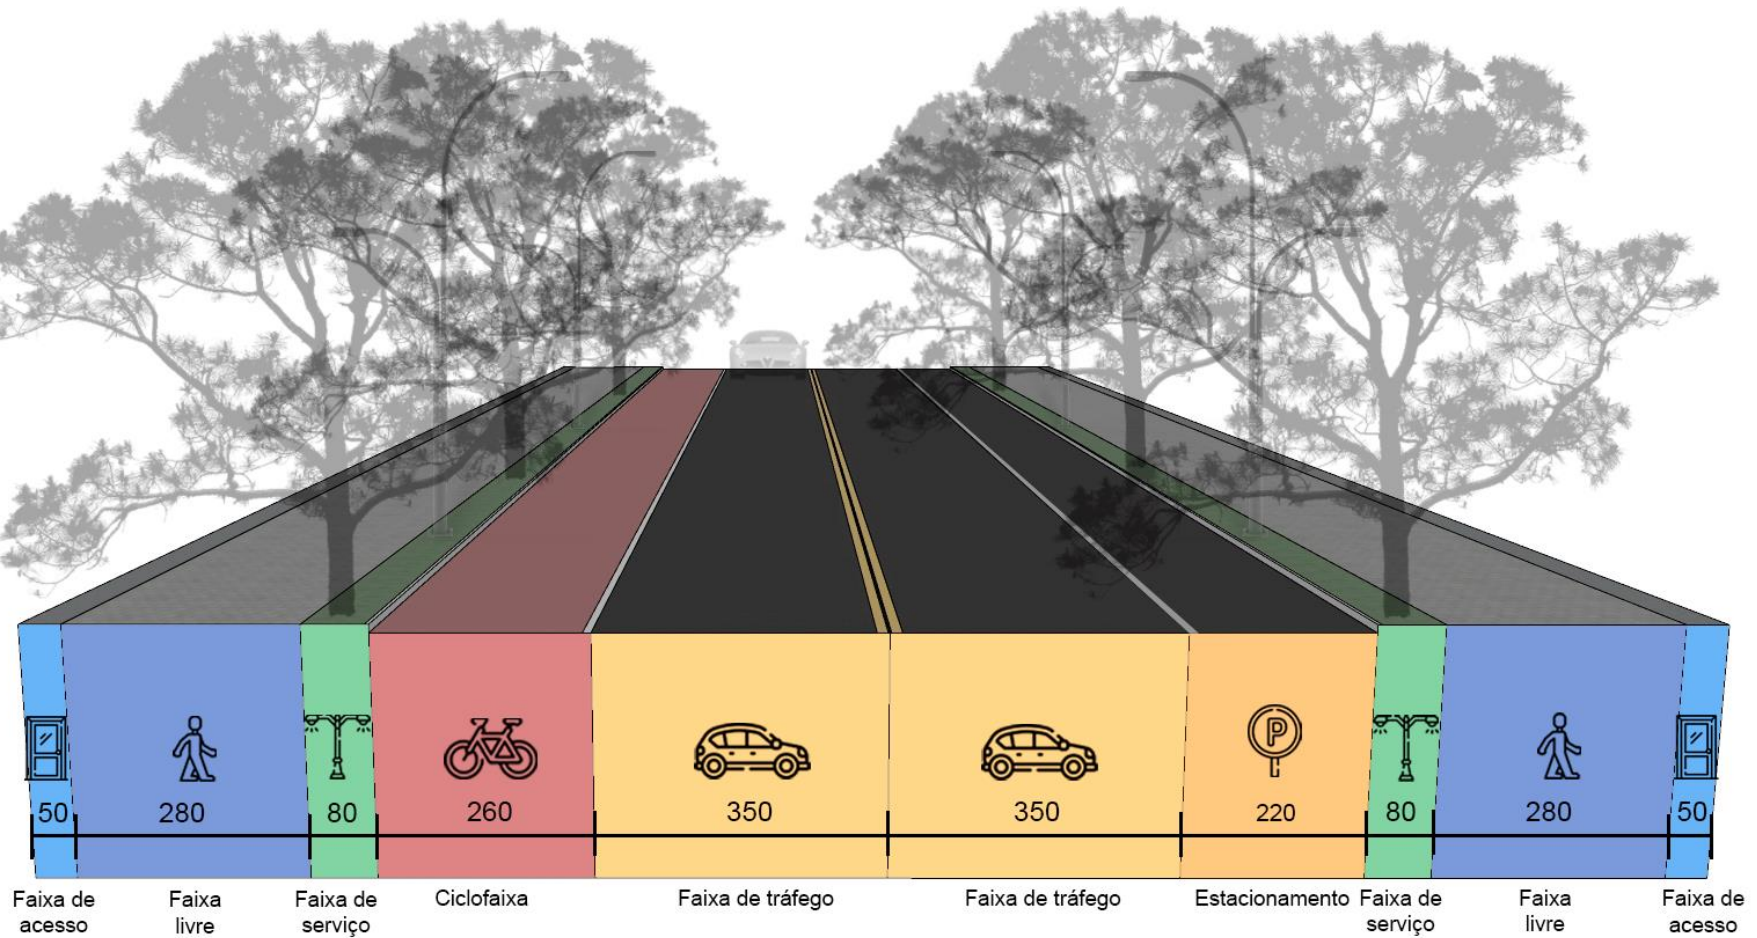 P
P
50
280
80
260
350
350
220
80
280
50
Faixa de
acesso
Faixa
livre
Faixa de
serviço
Ciclofaixa
Faixa de tráfego
Faixa de tráfego
Estacionamento
Faixa de
serviço
Faixa
livre
Faixa de
acesso